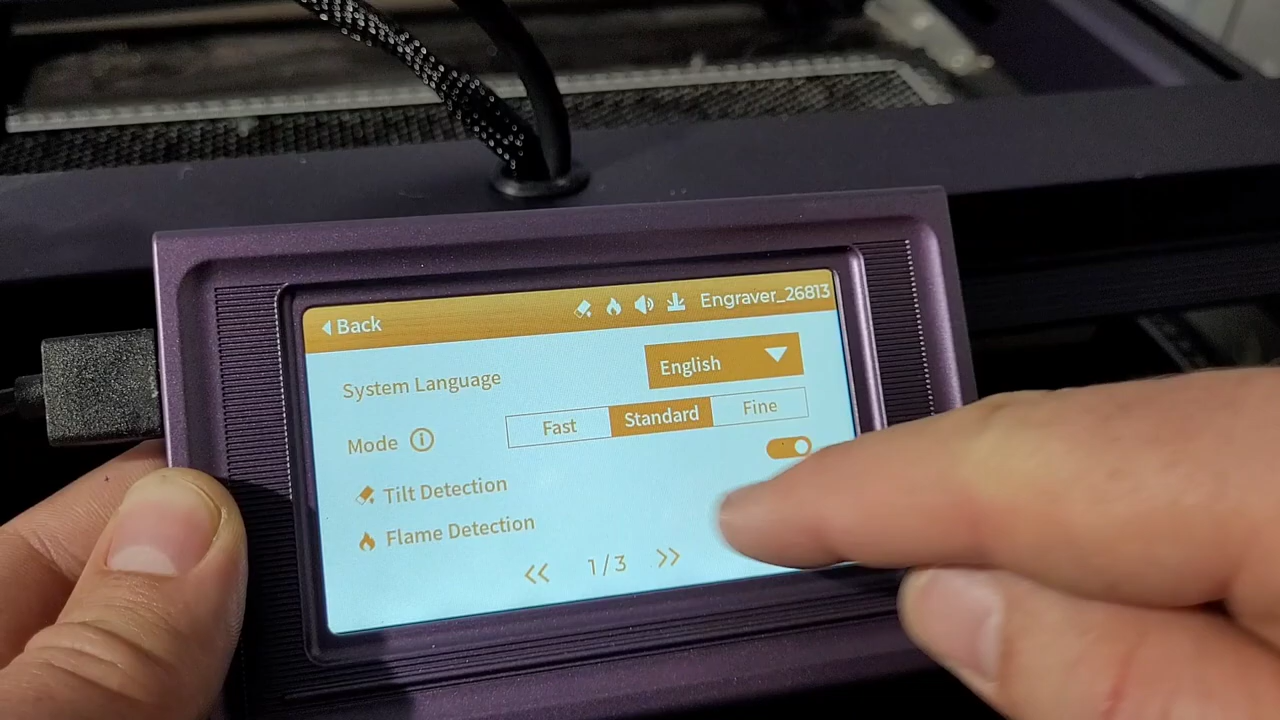 Back
Engraver_26813
System Language
English
Mode
Fast
Standard
Fine
Tilt Detection
Flame Detection
<< 1/3 >>